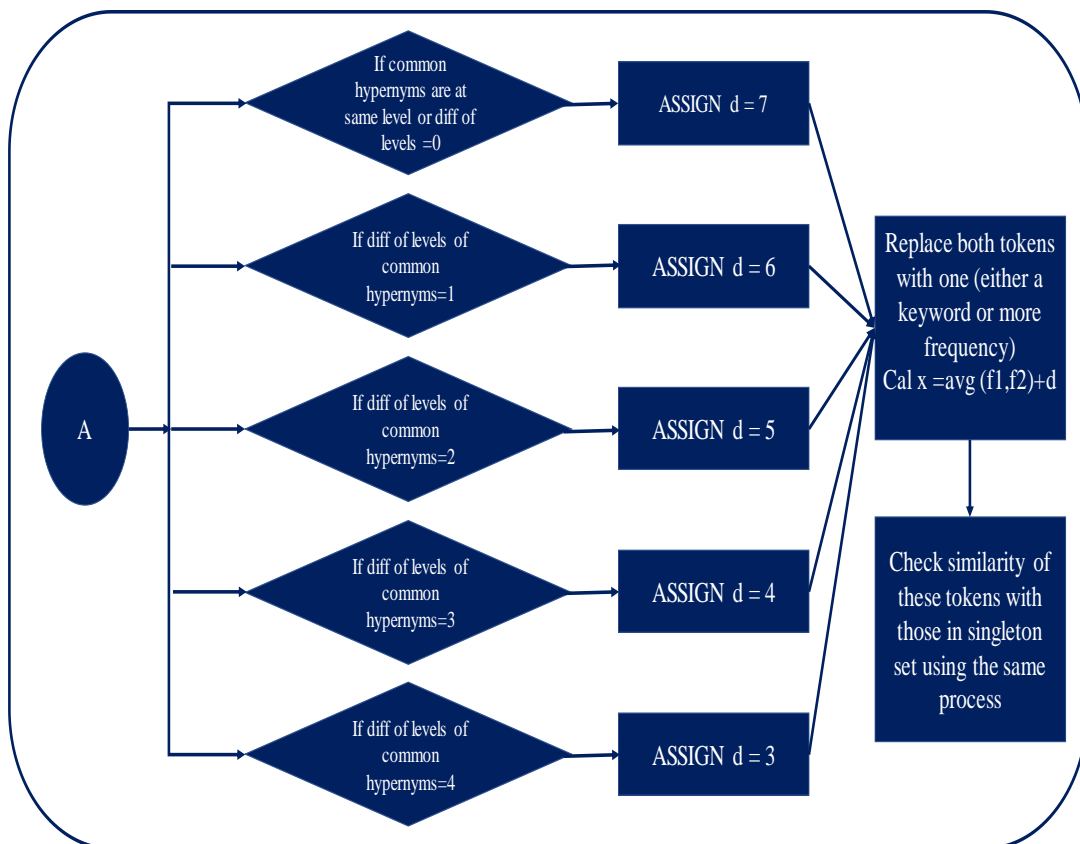 If common
hypernyms are at
same level or diff of
levels =0
ASSIGN d = 7
If diff of levels of
common
hypernyms=1
ASSIGN d = 6
Replace both tokens
with one (either a
keyword or more
frequency)
Cal x =avg (f1,f2)+d
A
If diff of levels of
common
hypernyms=2
ASSIGN d = 5
If diff of levels of
common
hypernyms=3
ASSIGN d = 4
Check similarity of
these tokens with
those in singleton
set using the same
process
If diff of levels of
common
hypernyms=4
ASSIGN d = 3